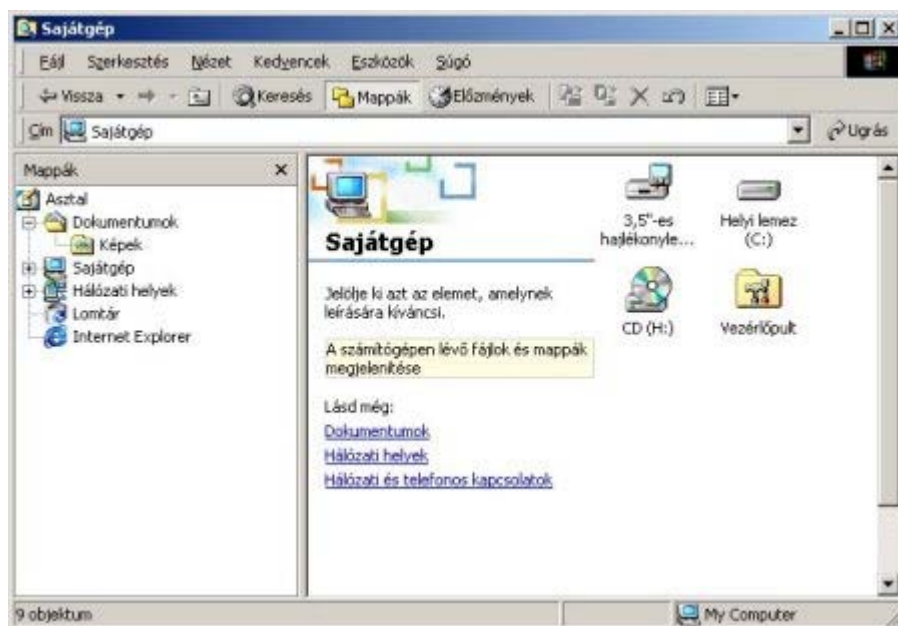 Sajátgép
Fájl Szerkesztés Nézet Kedvencek Eszközök Súgó
Vissza Keresés Mappák Előzmények
Cím Sajátgép Ugrás
Mappák
Asztal
Dokumentumok
Képek
Sajátgép
Hálózati helyek
Lomtár
Internet Explorer
Sajátgép
Jelölje ki azt az elemet, amelynek
leírására kíváncsi.
A számítógépen lévő fájlok és mappák
megjelenítése
Lásd még:
Dokumentumok
Hálózati helyek
Hálózati és telefonos kapcsolatok
3,5"-es
hajlékonyle...
Helyi lemez
(C:)
CD (H:)
Vezérlőpult
9 objektum
My Computer